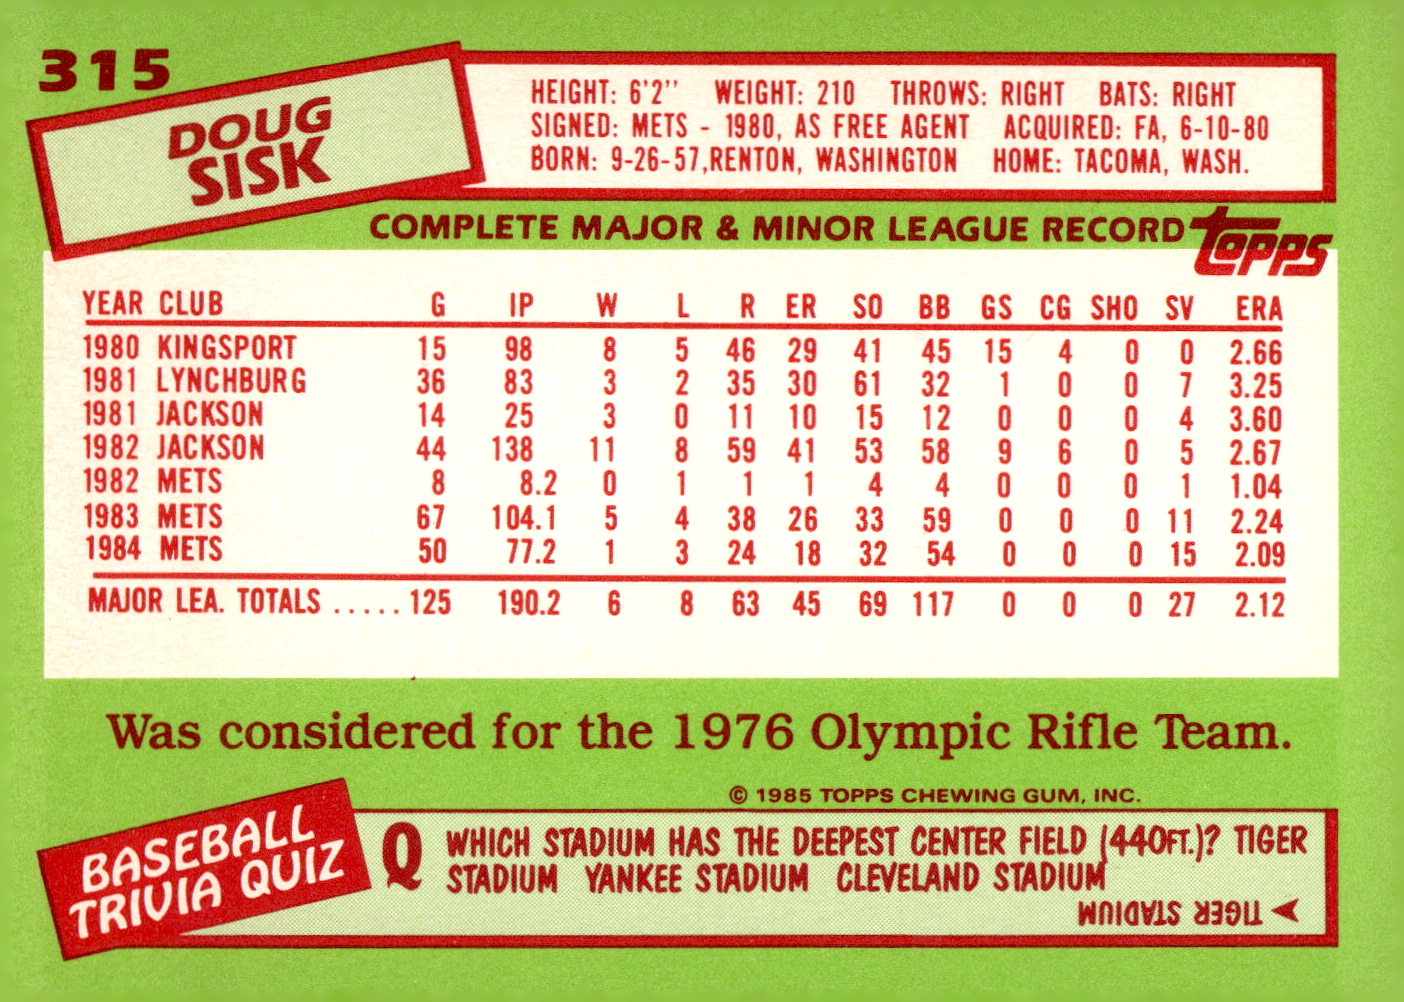 315
DOUG
SISK
HEIGHT: 6'2" WEIGHT: 210 THROWS: RIGHT BATS: RIGHT
SIGNED: METS - 1980, AS FREE AGENT ACQUIRED: FA, 6-10-80
BORN: 9-26-57,RENTON, WASHINGTON HOME: TACOMA, WASH.
COMPLETE MAJOR & MINOR LEAGUE RECORD topps
YEAR CLUB G IP W L R ER SO BB GS CG SHO SV ERA
1980 KINGSPORT 15 98 8 5 46 29 41 45 15 4 0 0 2.66
1981 LYNCHBURG 36 83 3 2 35 30 61 32 1 0 0 7 3.25
1981 JACKSON 14 25 3 0 11 10 15 12 0 0 0 4 3.60
1982 JACKSON 44 138 11 8 59 41 53 58 9 6 0 5 2.67
1982 METS 8 8.2 0 1 1 1 4 4 0 0 0 1 1.04
1983 METS 67 104.1 5 4 38 26 33 59 0 0 0 11 2.24
1984 METS 50 77.2 1 3 24 18 32 54 0 0 0 15 2.09
MAJOR LEA. TOTALS ..... 125 190.2 6 8 63 45 69 117 0 0 0 27 2.12
Was considered for the 1976 Olympic Rifle Team.
© 1985 TOPPS CHEWING GUM, INC.
BASEBALL
TRIVIA QUIZ
Q WHICH STADIUM HAS THE DEEPEST CENTER FIELD (440FT.)? TIGER
STADIUM YANKEE STADIUM CLEVELAND STADIUM
TIGER STADIUM